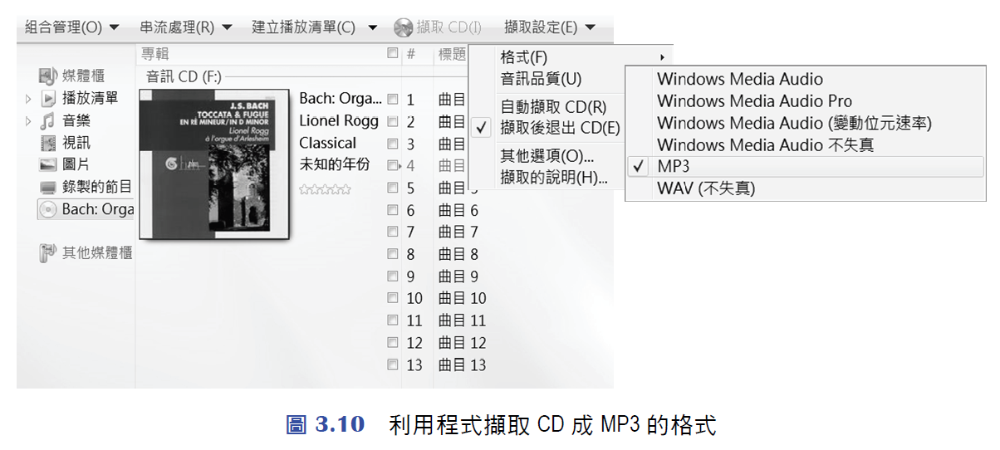 組合管理(O) 串流處理(R) 建立播放清單(C) 擷取 CD(I) 擷取設定(E)
專輯 # 標題
音訊 CD (F:)
媒體櫃
播放清單
音樂
視訊
圖片
錄製的節目
Bach: Orga
其他媒體櫃
J.S. BACH
TOCCATA & FUGUE
EN RÉ MINEUR/IN D MINOR
Lionel Rogg
à l'orgue d'Arlesheim
Bach: Orga...
Lionel Rogg
Classical
未知的年份
1 曲目
2 曲目
3 曲目
4 曲目
5 曲目 5
6 曲目 6
7 曲目 7
8 曲目 8
9 曲目 9
10 曲目 10
11 曲目 11
12 曲目 12
13 曲目 13
格式(F)
音訊品質(U)
自動擷取 CD(R)
擷取後退出 CD(E)
其他選項(O)...
擷取的說明(H)...
Windows Media Audio
Windows Media Audio Pro
Windows Media Audio (變動位元速率)
Windows Media Audio 不失真
MP3
WAV (不失真)
圖 3.10 利用程式擷取 CD 成 MP3 的格式